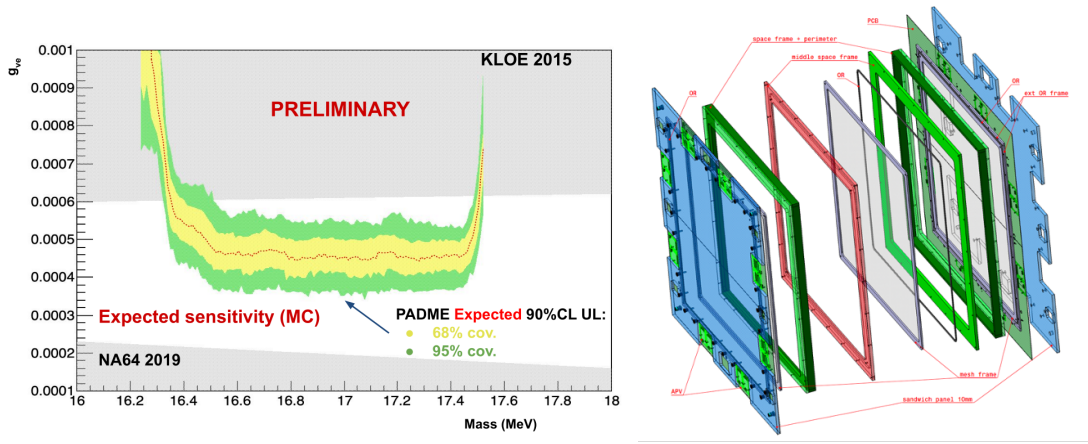 g_ve
0.001
0.0009
0.0008
0.0007
0.0006
0.0005
0.0004
0.0003
0.0002
0.0001
KLOE 2015
PRELIMINARY
Expected sensitivity (MC)
PADME Expected 90%CL UL:
68% cov.
95% cov.
NA64 2019
16 16.2 16.4 16.6 16.8 17 17.2 17.4 17.6 17.8 18
Mass (MeV)
PCB
space frame + perimeter
middle space frame
OR
OR
OR
ext OR frame
APV
mesh frame
sandwich panel 10mm